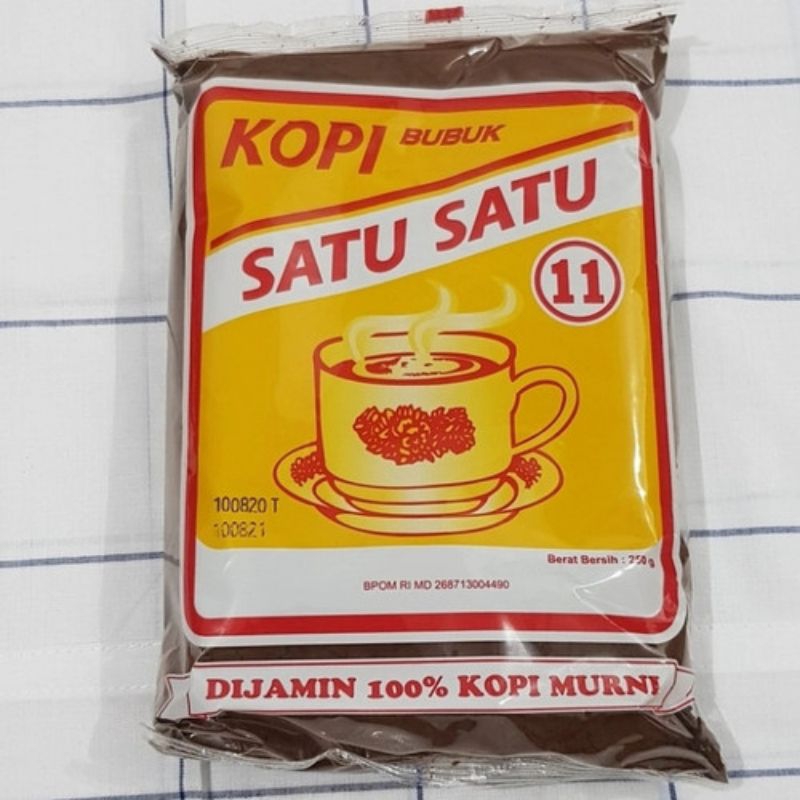 KOPI BUBUK
SATU SATU
11
100820 T
100821
Berat Bersih : 250 g
BPOM RI MD 268713004490
DIJAMIN 100% KOPI MURNI